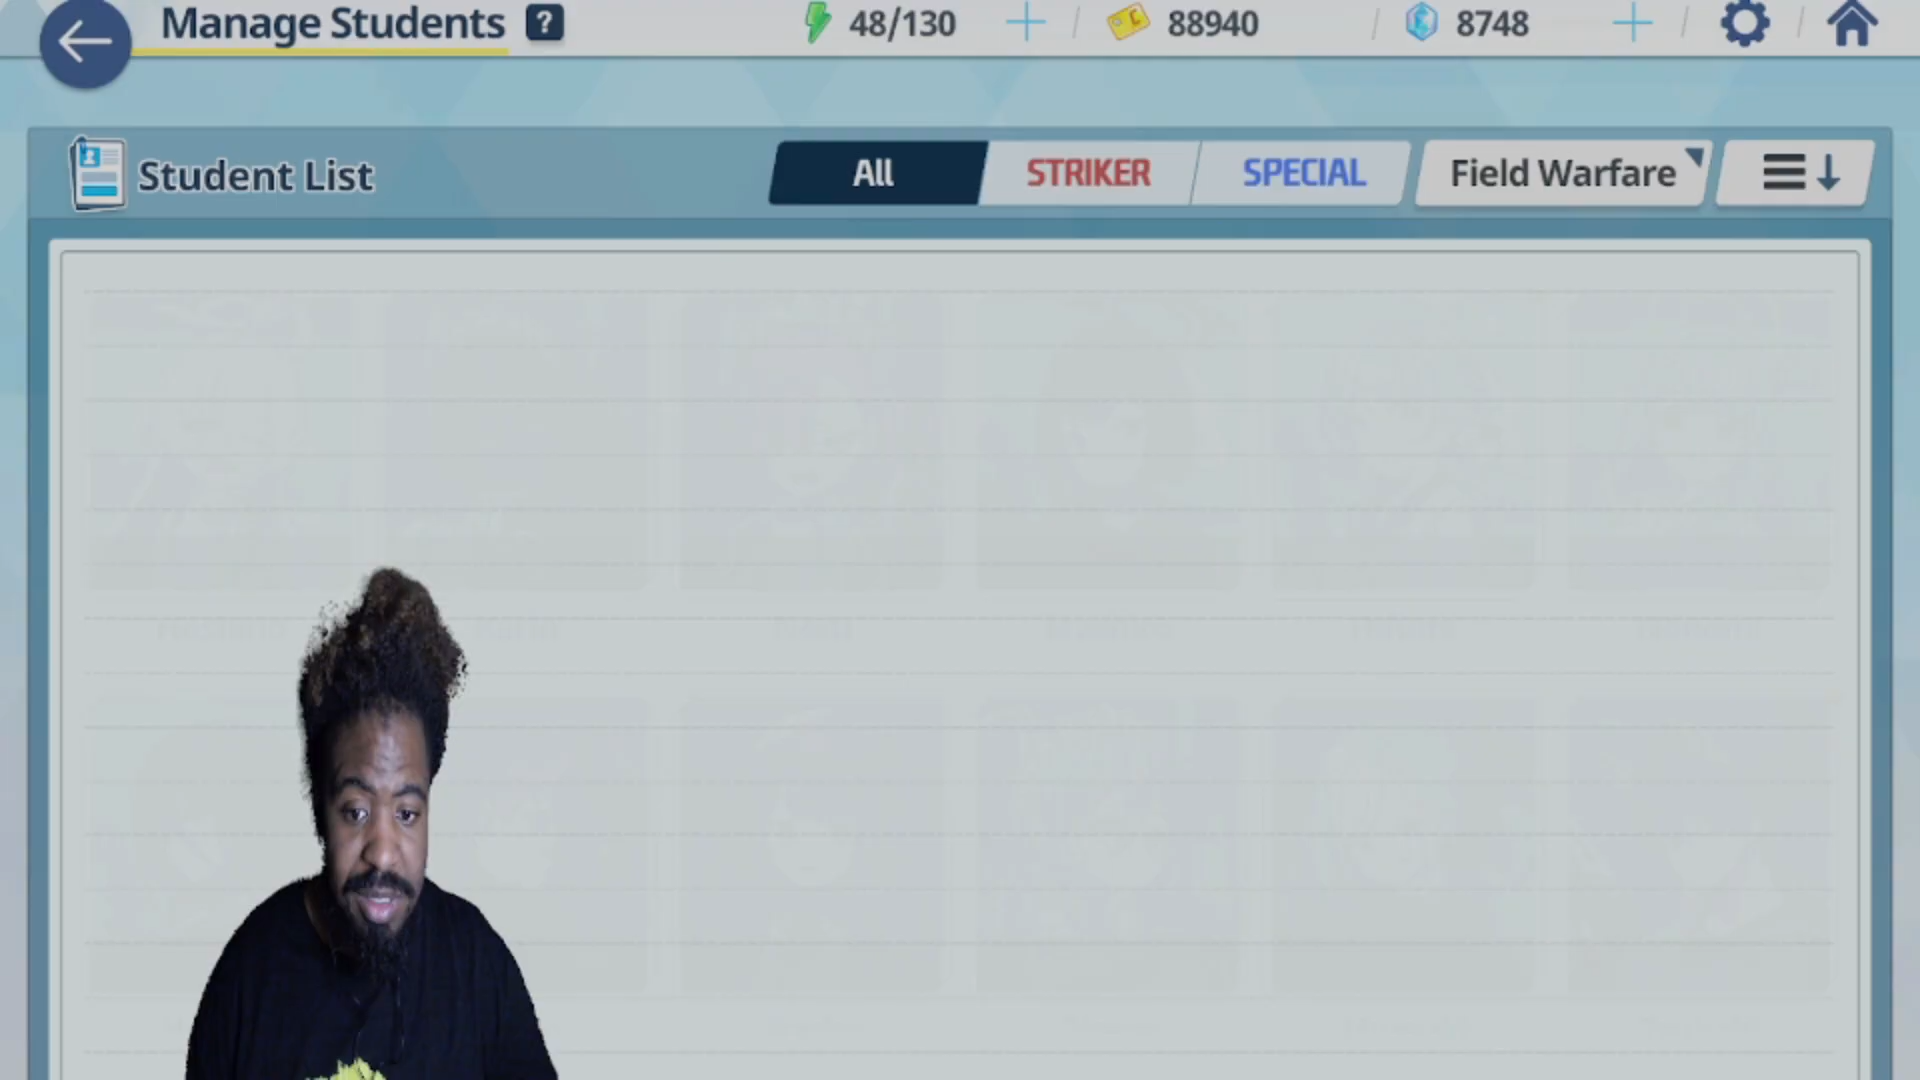 Manage Students ?
48/130
88940
8748
Student List
All
STRIKER
SPECIAL
Field Warfare